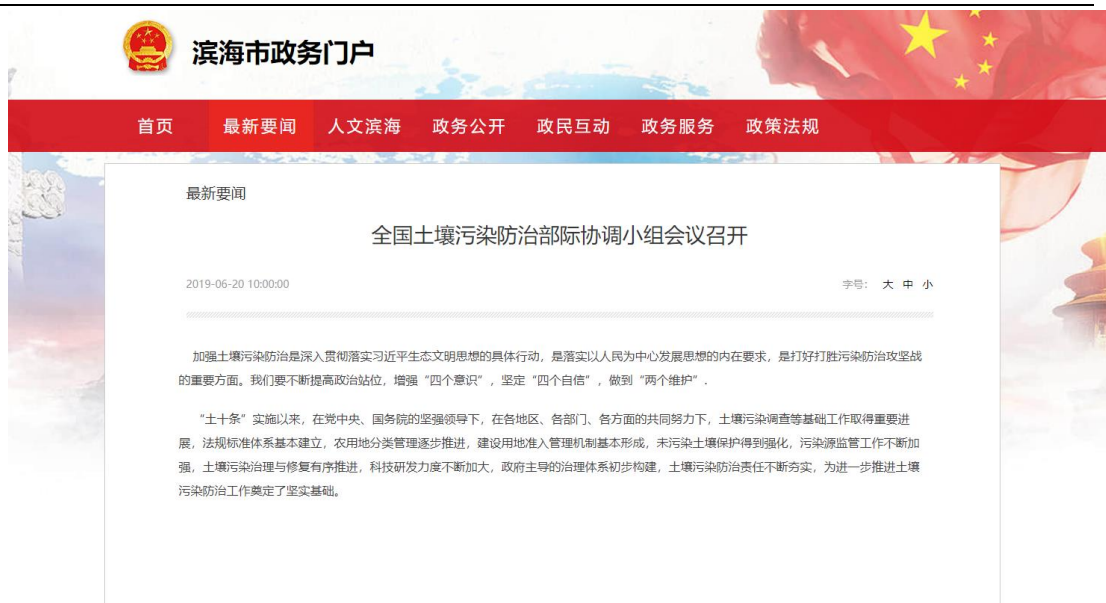 滨海市政务门户
首页 最新要闻 人文滨海 政务公开 政民互动 政务服务 政策法规
最新要闻
全国土壤污染防治部际协调小组会议召开
2019-06-20 10:00:00 字号： 大 中 小
加强土壤污染防治是深入贯彻落实习近平生态文明思想的具体行动，是落实以人民为中心发展思想的内在要求，是打好打胜污染防治攻坚战
的重要方面。我们要不断提高政治站位，增强“四个意识”，坚定“四个自信”，做到“两个维护”.
“土十条”实施以来，在党中央、国务院的坚强领导下，在各地区、各部门、各方面的共同努力下，土壤污染调查等基础工作取得重要进
展，法规标准体系基本建立，农用地分类管理逐步推进，建设用地准入管理机制基本形成，未污染土壤保护得到强化，污染源监管工作不断加
强，土壤污染治理与修复有序推进，科技研发力度不断加大，政府主导的治理体系初步构建，土壤污染防治责任不断夯实，为进一步推进土壤
污染防治工作奠定了坚实基础。